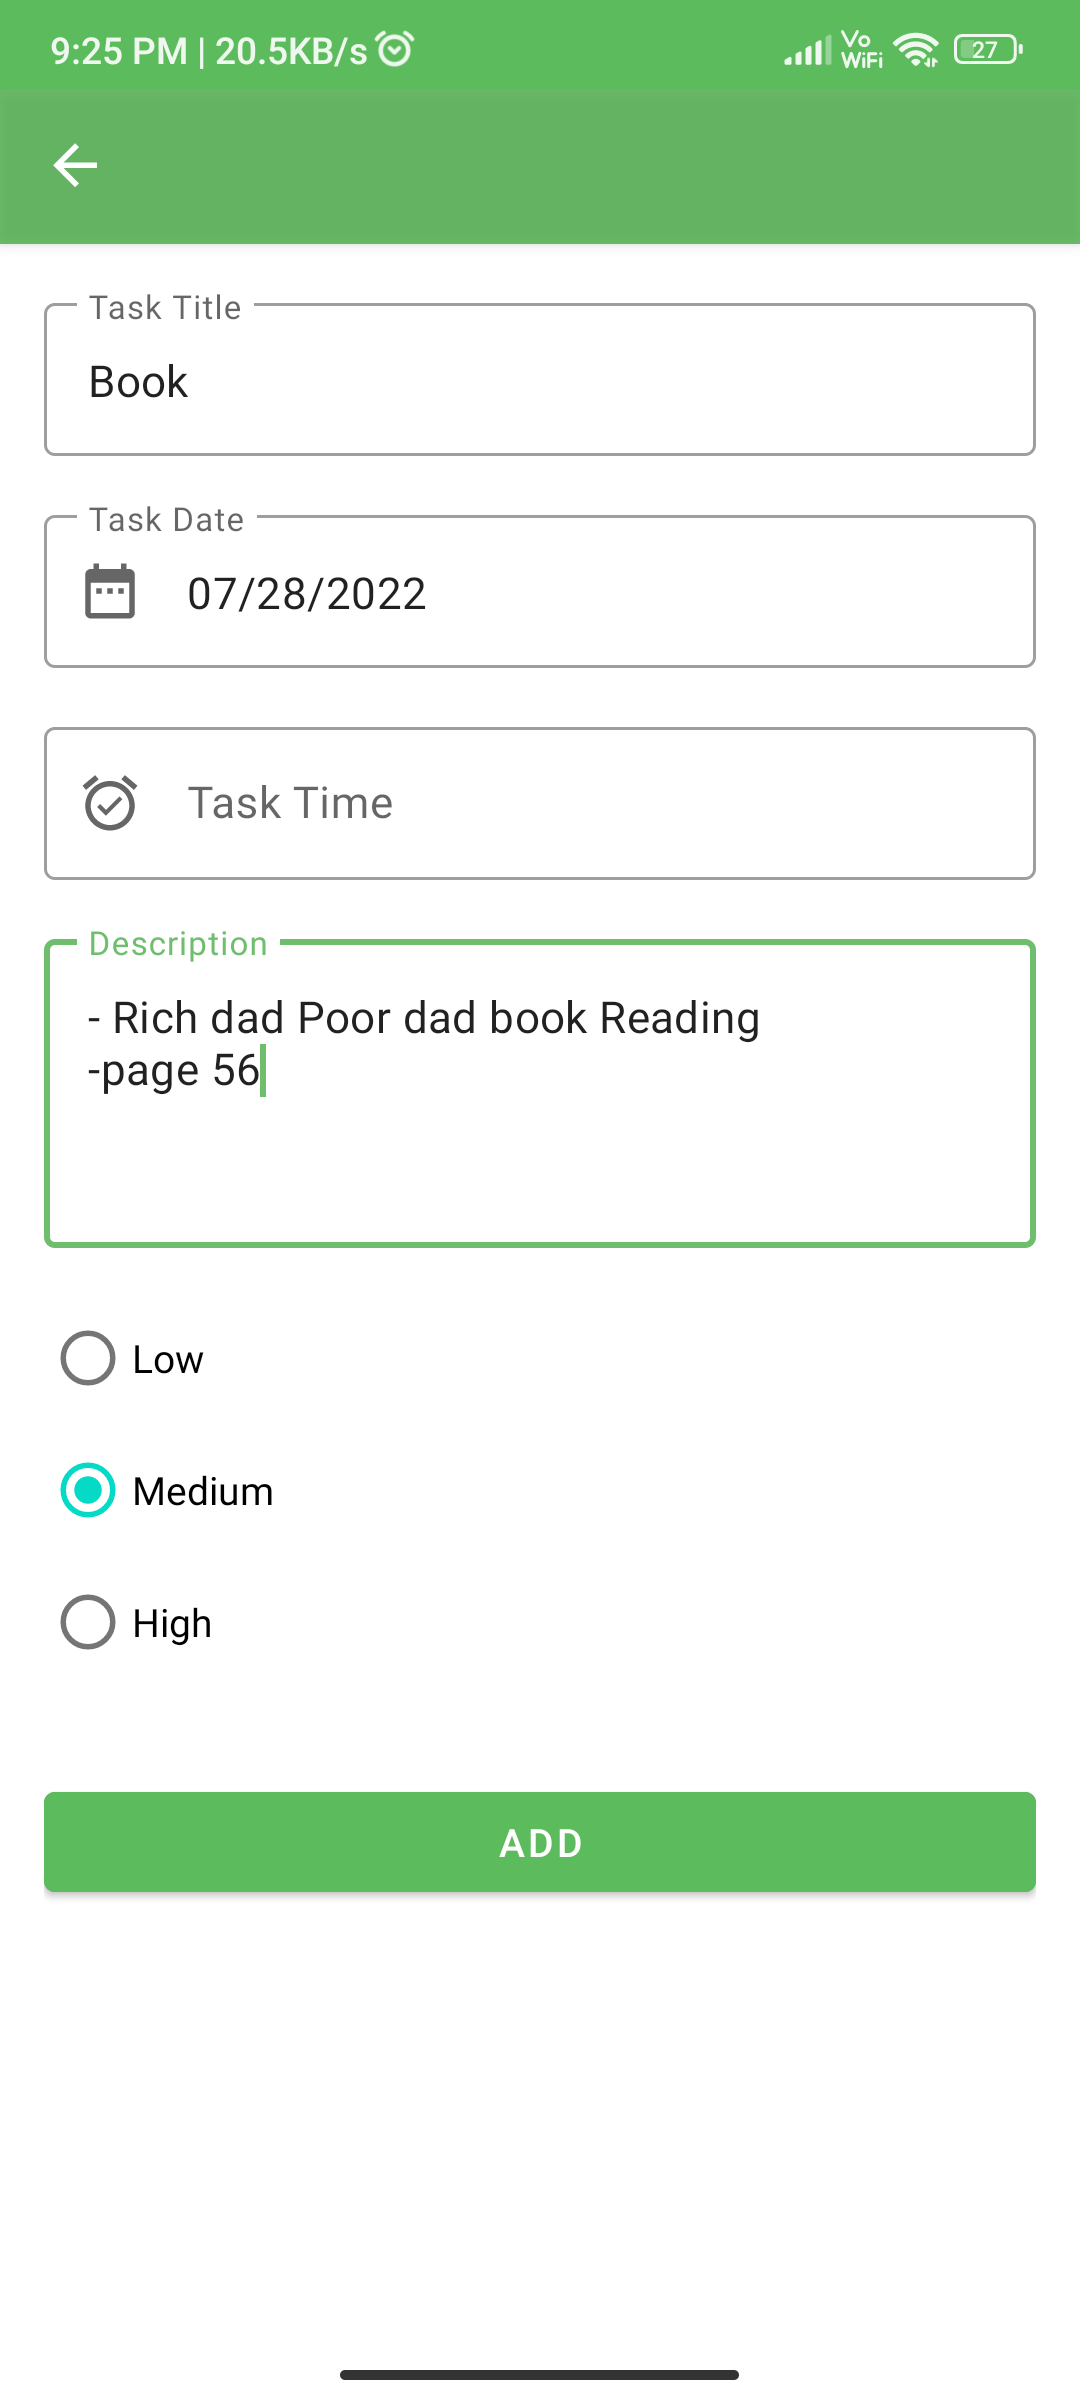 9:25 PM | 20.5KB/s
Vo WiFi 27
Task Title
Book
Task Date
07/28/2022
Task Time
Description
- Rich dad Poor dad book Reading
-page 56
Low
Medium
High
ADD